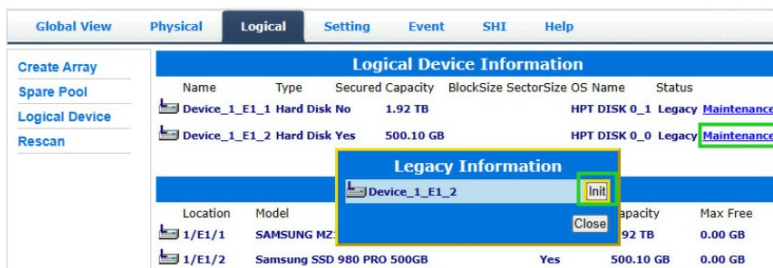 Global View Physical Logical Setting Event SHI Help
Create Array
Spare Pool
Logical Device
Rescan
Logical Device Information
Name Type Secured Capacity BlockSize SectorSize OS Name Status
Device_1_E1_1 Hard Disk No 1.92 TB HPT DISK 0_1 Legacy Maintenance
Device_1_E1_2 Hard Disk Yes 500.10 GB HPT DISK 0_0 Legacy Maintenance
Legacy Information
Device_1_E1_2 Init
Close
Location Model apacity Max Free
1/E1/1 SAMSUNG MZ 92 TB 0.00 GB
1/E1/2 Samsung SSD 980 PRO 500GB Yes 500.10 GB 0.00 GB